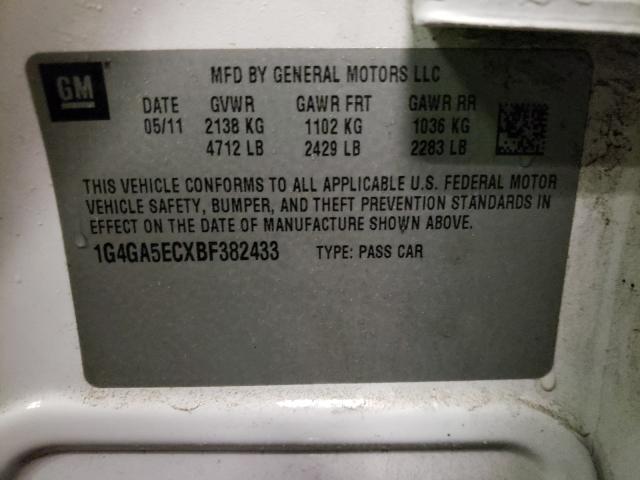 GM
MFD BY GENERAL MOTORS LLC
DATE GVWR GAWR FRT GAWR RR
05/11 2138 KG 1102 KG 1036 KG
4712 LB 2429 LB 2283 LB
THIS VEHICLE CONFORMS TO ALL APPLICABLE U.S. FEDERAL MOTOR
VEHICLE SAFETY, BUMPER, AND THEFT PREVENTION STANDARDS IN
EFFECT ON THE DATE OF MANUFACTURE SHOWN ABOVE.
1G4GA5ECXBF382433 TYPE: PASS CAR